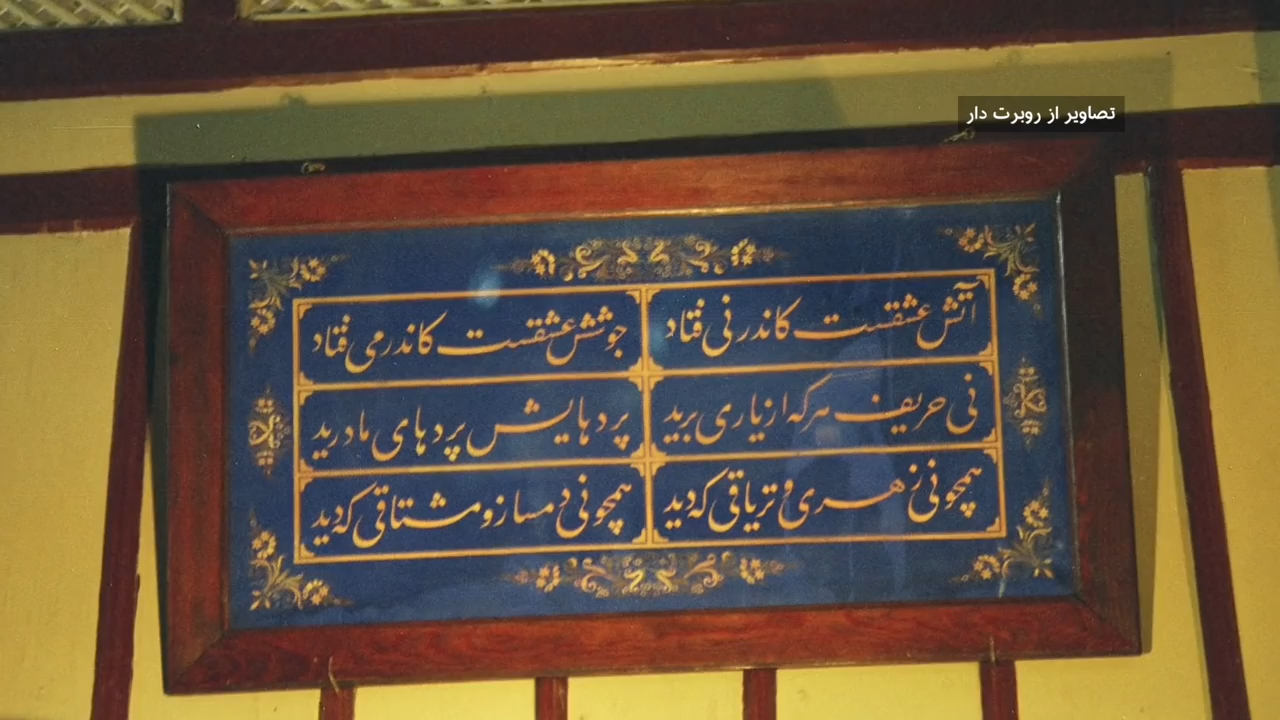 تصاویر از روبرت دار
آتش عشقست کاندر نی فتاد
جوشش عشقست کاندر می فتاد
نی حریف هرکه از یاری برید
پردهایش پردهای ما درید
همچو نی زهری و تریاقی که دید
همچو نی دمساز و مشتاقی که دید